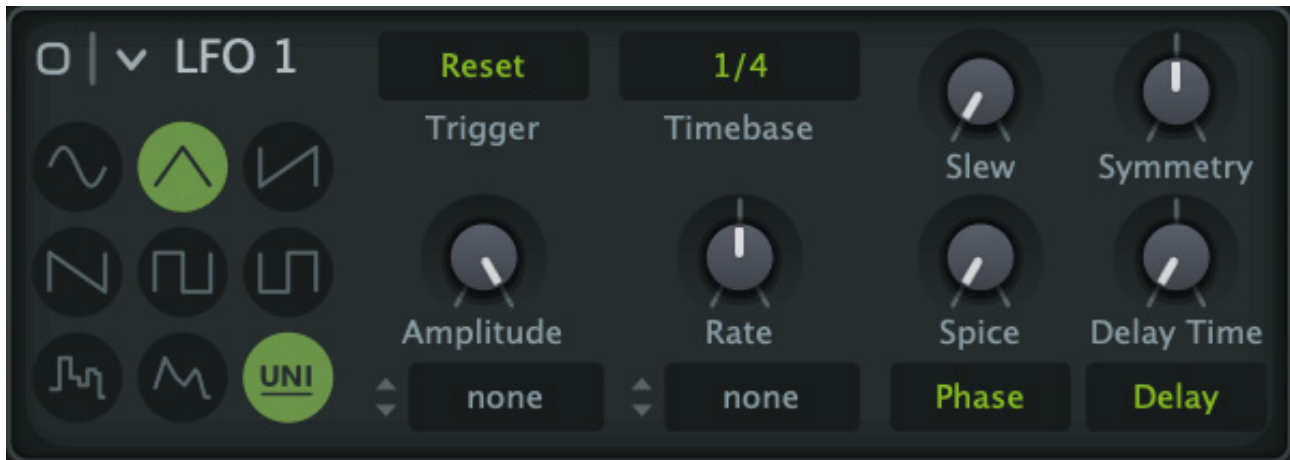 LFO 1
Reset
1/4
Trigger
Timebase
Slew
Symmetry
Amplitude
Rate
Spice
Delay Time
UNI
none
none
Phase
Delay